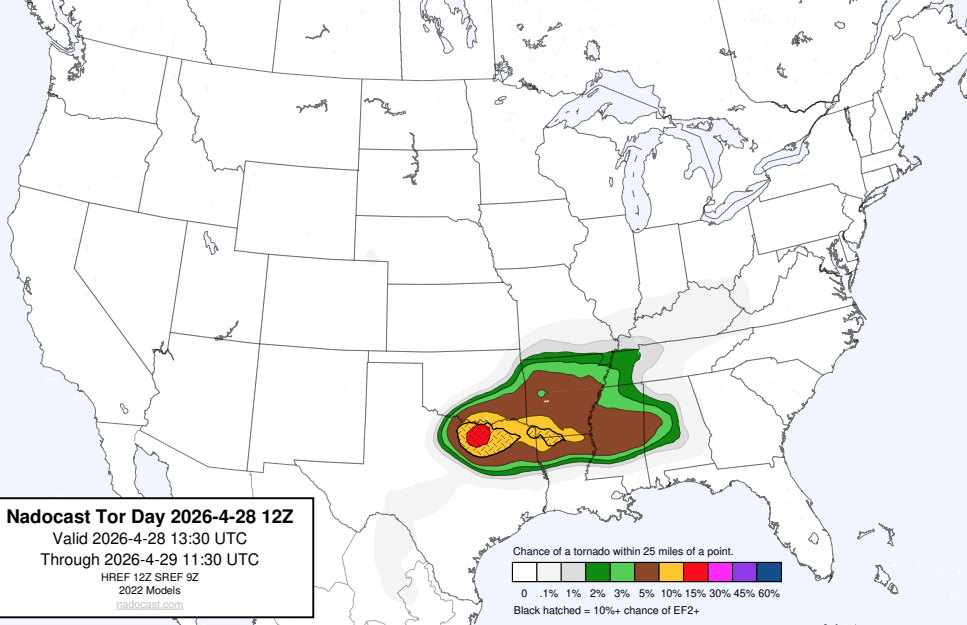 Nadocast Tor Day 2026-4-28 12Z
Valid 2026-4-28 13:30 UTC
Through 2026-4-29 11:30 UTC
HREF 12Z SREF 9Z
2022 Models
nadocast.com
Chance of a tornado within 25 miles of a point.
0 .1% 1% 2% 3% 5% 10% 15% 30% 45% 60%
Black hatched = 10%+ chance of EF2+